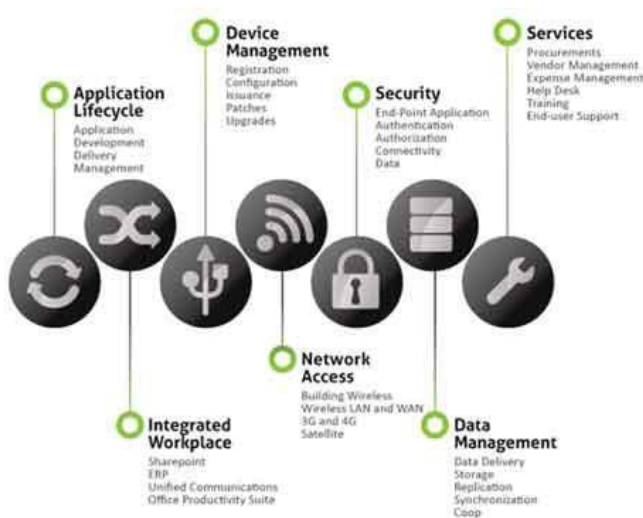 Application
Lifecycle
Application
Development
Delivery
Management
Integrated
Workplace
Sharepoint
ERP
Unified Communications
Office Productivity Suite
Device
Management
Registration
Configuration
Issuance
Patches
Upgrades
Network
Access
Building Wireless
Wireless LAN and WAN
3G and 4G
Satellite
Security
End-Point Application
Authentication
Authorization
Connectivity
Data
Data
Management
Data Delivery
Storage
Replication
Synchronization
Coop
Services
Procurements
Vendor Management
Expense Management
Help Desk
Training
End-user Support